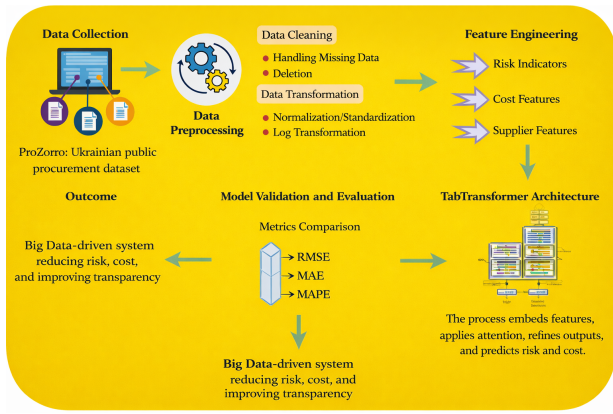 Data Collection
ProZorro: Ukrainian public
procurement dataset
Data
Preprocessing
Data Cleaning
Handling Missing Data
Deletion
Data Transformation
Normalization/Standardization
Log Transformation
Feature Engineering
Risk Indicators
Cost Features
Supplier Features
Outcome
Big Data-driven system
reducing risk, cost,
and improving transparency
Model Validation and Evaluation
Metrics Comparison
RMSE
MAE
MAPE
Big Data-driven system
reducing risk, cost, and
improving transparency
TabTransformer Architecture
The process embeds features,
applies attention, refines outputs,
and predicts risk and cost.